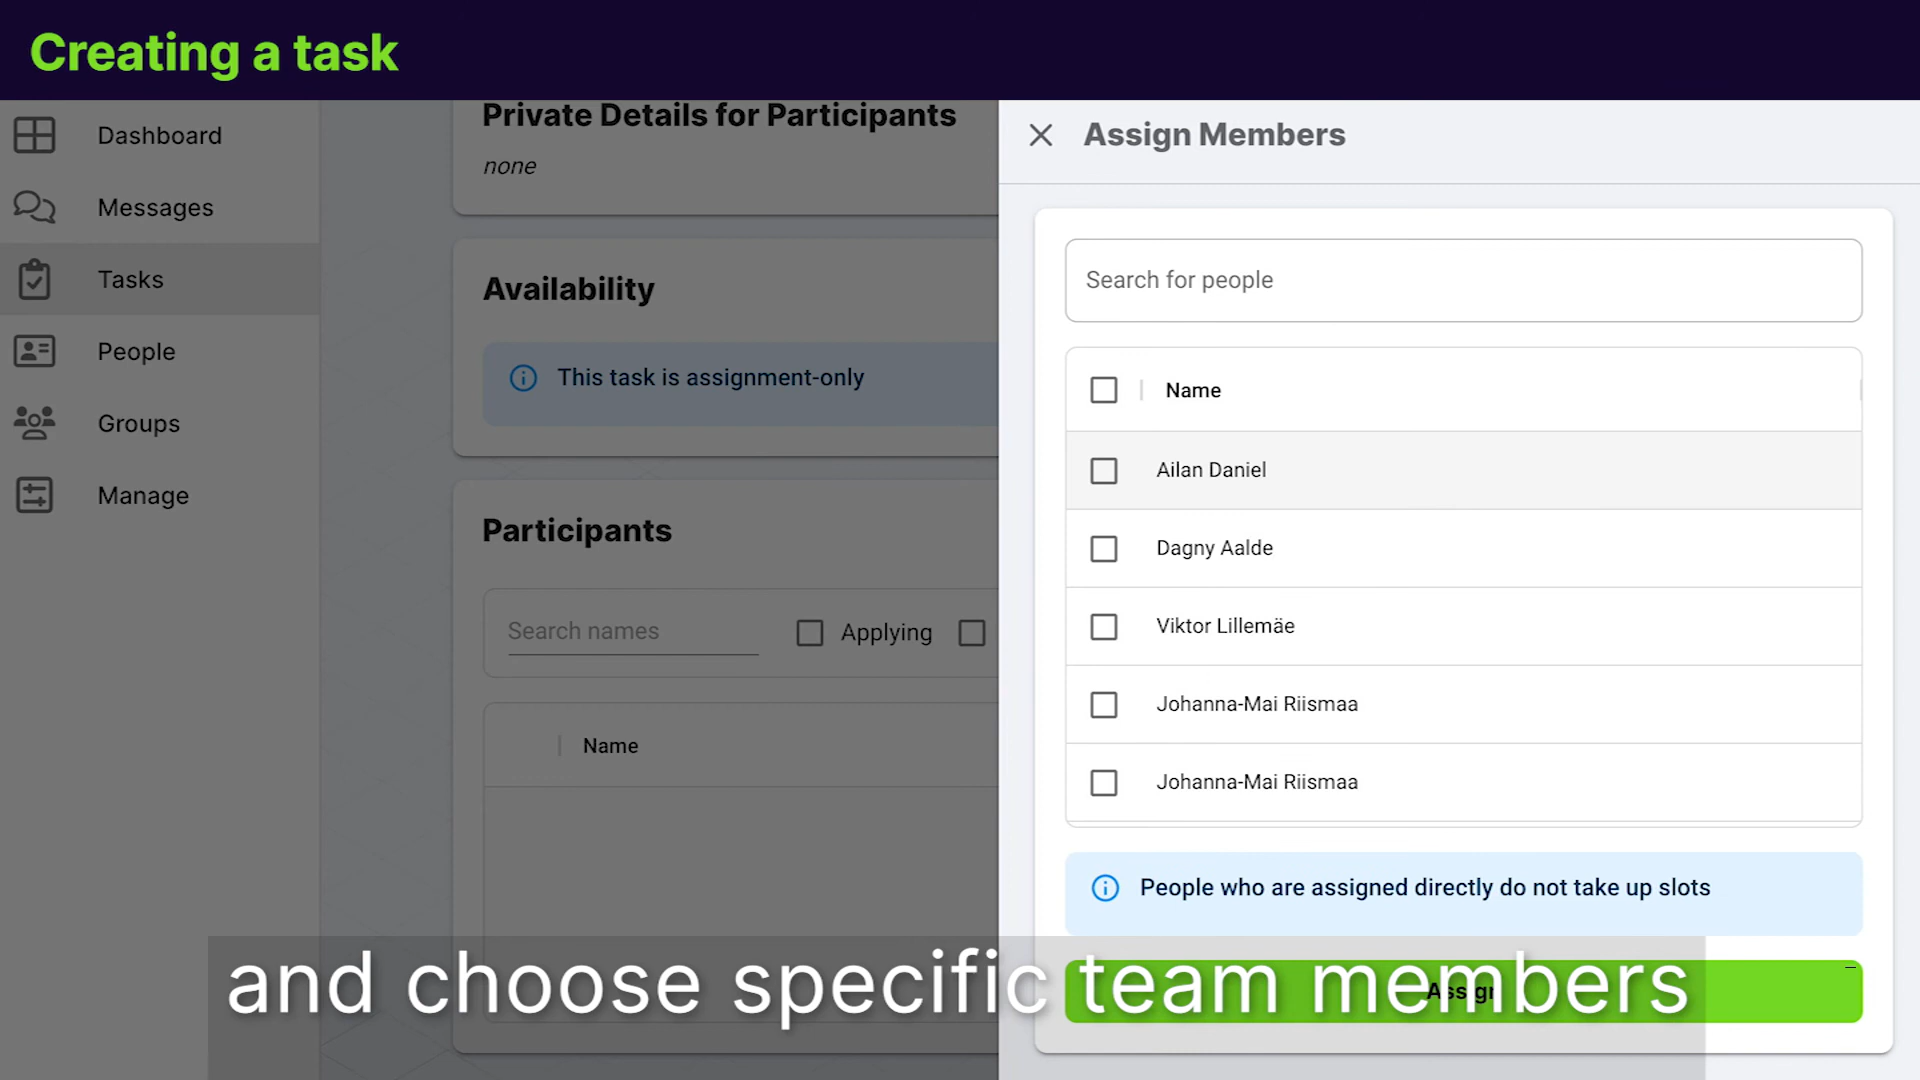 Creating a task
Dashboard
Messages
Tasks
People
Groups
Manage
Private Details for Participants
none
Availability
This task is assignment-only
Participants
Search names
Applying
Name
Assign Members
Search for people
Name
Ailan Daniel
Dagny Aalde
Viktor Lillemäe
Johanna-Mai Riismaa
Johanna-Mai Riismaa
People who are assigned directly do not take up slots
Assign
and choose specific team members